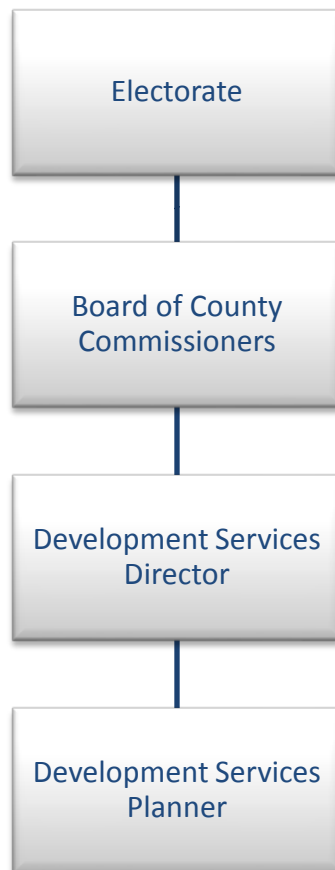 Electorate
Board of County
Commissioners
Development Services
Director
Development Services
Planner